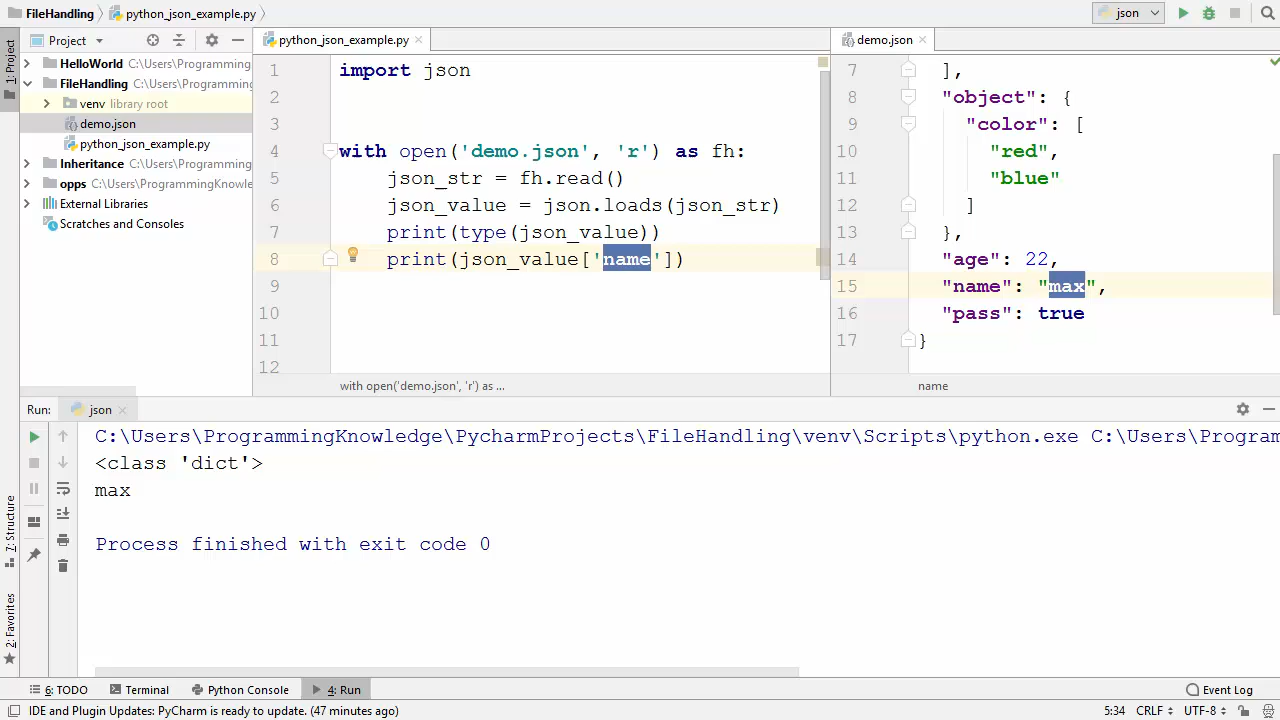 FileHandling python_json_example.py json
1: Project
Project
HelloWorld C:\Users\Programming
FileHandling C:\Users\Programming
venv library root
demo.json
python_json_example.py
Inheritance C:\Users\Programming
opps C:\Users\ProgrammingKnowle
External Libraries
Scratches and Consoles
python_json_example.py
1 import json
2
3
4 with open('demo.json', 'r') as fh:
5 json_str = fh.read()
6 json_value = json.loads(json_str)
7 print(type(json_value))
8 print(json_value['name'])
9
10
11
12
with open('demo.json', 'r') as ...
demo.json
7 ],
8 "object": {
9 "color": [
10 "red",
11 "blue"
12 ]
13 },
14 "age": 22,
15 "name": "max",
16 "pass": true
17 }
name
Run: json
C:\Users\ProgrammingKnowledge\PycharmProjects\FileHandling\venv\Scripts\python.exe C:\Users\Program
<class 'dict'>
max
Process finished with exit code 0
7: Structure
2: Favorites
6: TODO Terminal Python Console 4: Run Event Log
IDE and Plugin Updates: PyCharm is ready to update. (47 minutes ago) 5:34 CRLF UTF-8